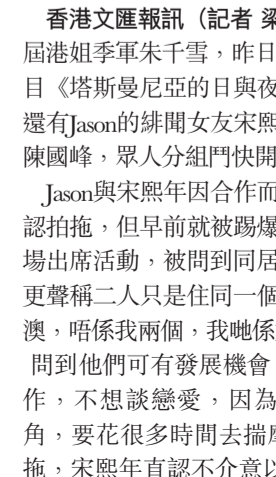 香港文匯報訊（記者 梁
屆港姐季軍朱千雪，昨日
目《塔斯曼尼亞的日與夜
還有Jason的緋聞女友宋熙
陳國峰，眾人分組鬥快開
Jason與宋熙年因合作而
認拍拖，但早前就被踢爆
場出席活動，被問到同居
更聲稱二人只是住同一個
澳，唔係我兩個，我哋係
問到他們可有發展機會
作，不想談戀愛，因為
角，要花很多時間去揣
拖，宋熙年直認不介意以